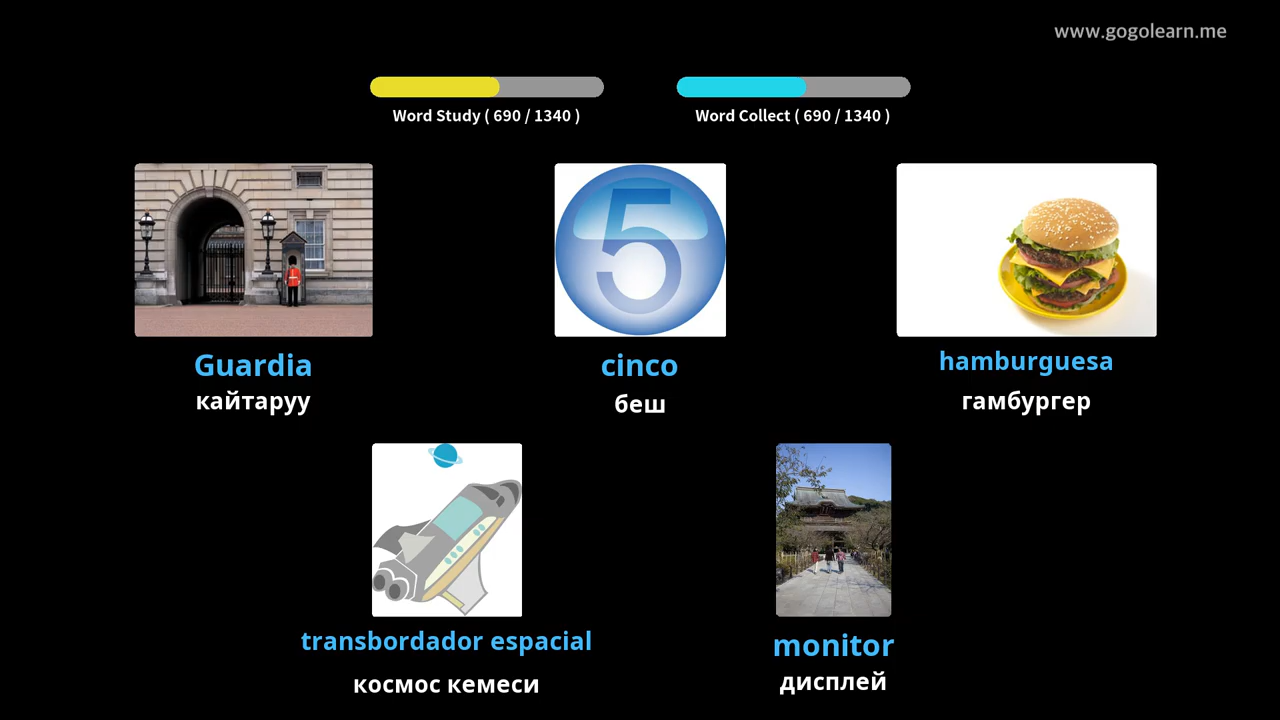 www.gogolearn.me
Word Study ( 690 / 1340 )
Word Collect ( 690 / 1340 )
5
Guardia
кайтаруу
cinco
беш
hamburguesa
гамбургер
transbordador espacial
космос кемеси
monitor
дисплей